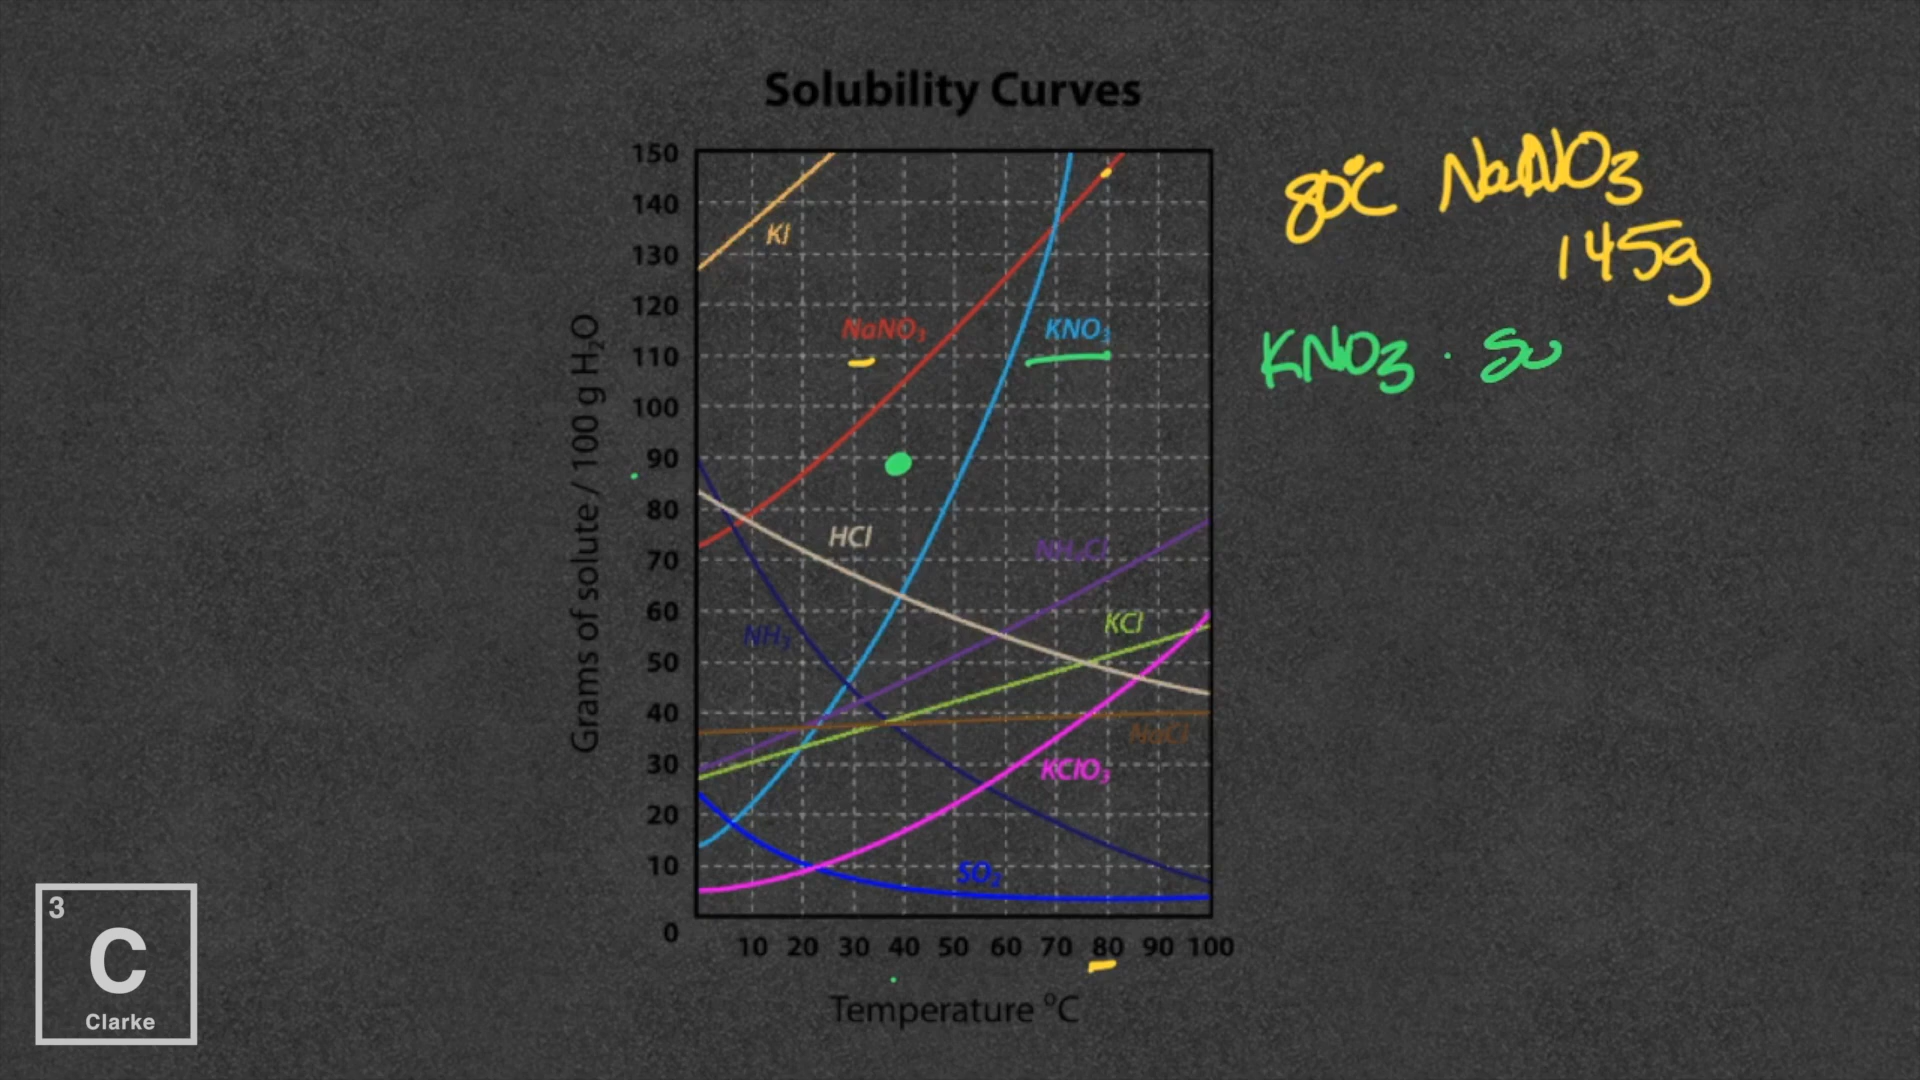 Solubility Curves
150
140
130
120
110
100
90
80
70
60
50
40
30
20
10
0
Grams of solute / 100 g H₂O
KI
NaNO₃
KNO₃
HCl
NH₄Cl
NH₃
KCl
NaCl
KClO₃
SO₂
10 20 30 40 50 60 70 80 90 100
Temperature °C
80°C NaNO₃
145g
KNO₃ · Su
3
C
Clarke